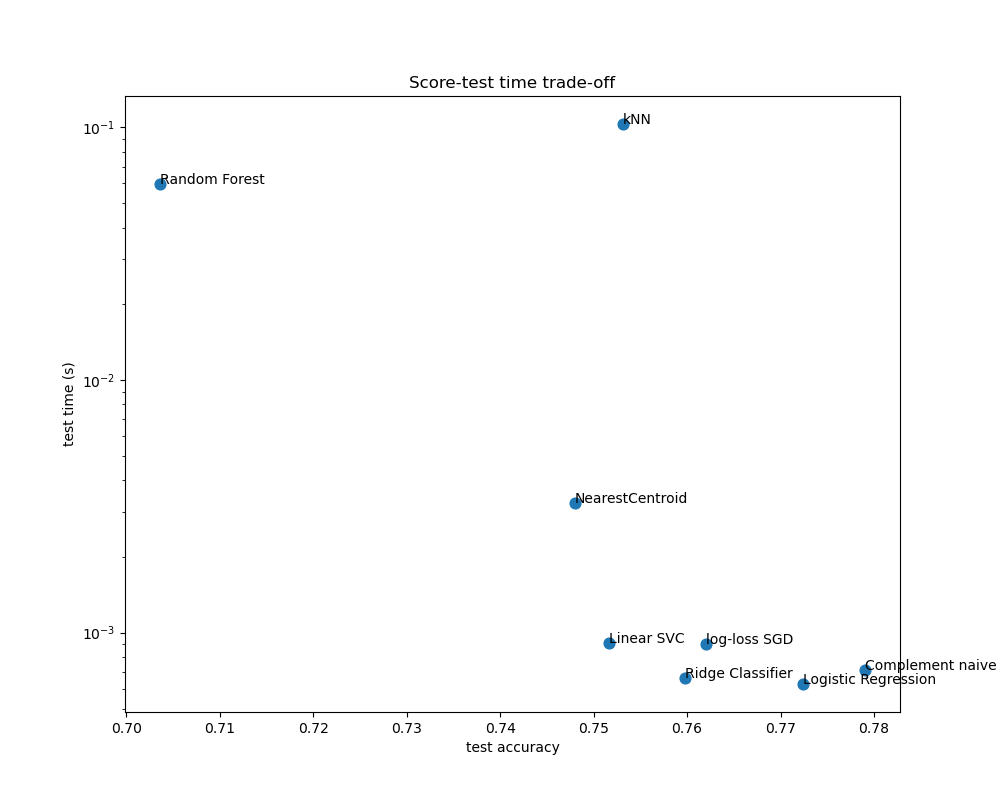 Score-test time trade-off
10⁻¹
kNN
Random Forest
10⁻²
test time (s)
NearestCentroid
10⁻³
Linear SVC
log-loss SGD
Complement naive
Ridge Classifier
Logistic Regression
0.70 0.71 0.72 0.73 0.74 0.75 0.76 0.77 0.78
test accuracy